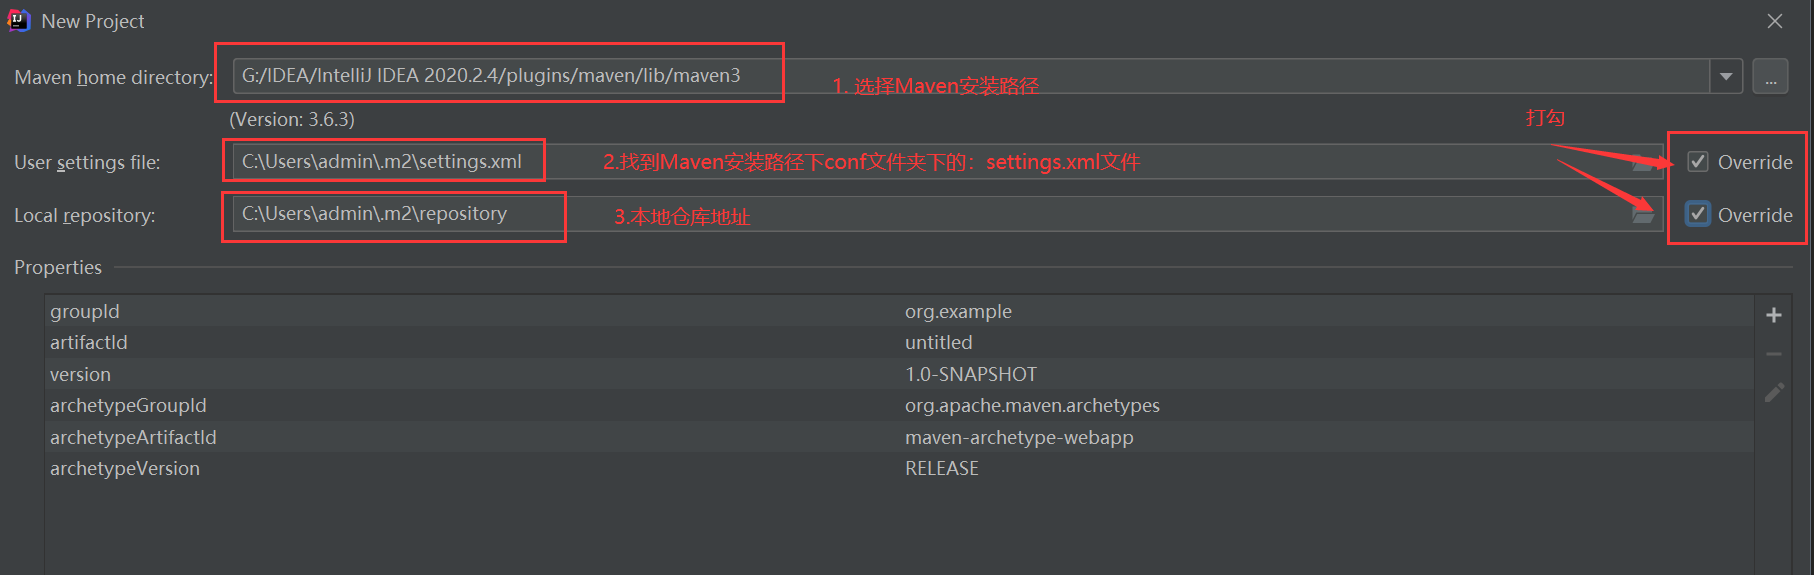 New Project
Maven home directory: G:/IDEA/IntelliJ IDEA 2020.2.4/plugins/maven/lib/maven3 1. 选择Maven安装路径 ...
(Version: 3.6.3)
打勾
User settings file: C:\Users\admin\.m2\settings.xml 2.找到Maven安装路径下conf文件夹下的：settings.xml文件 Override
Local repository: C:\Users\admin\.m2\repository 3.本地仓库地址 Override
Properties
groupId org.example
artifactId untitled
version 1.0-SNAPSHOT
archetypeGroupId org.apache.maven.archetypes
archetypeArtifactId maven-archetype-webapp
archetypeVersion RELEASE